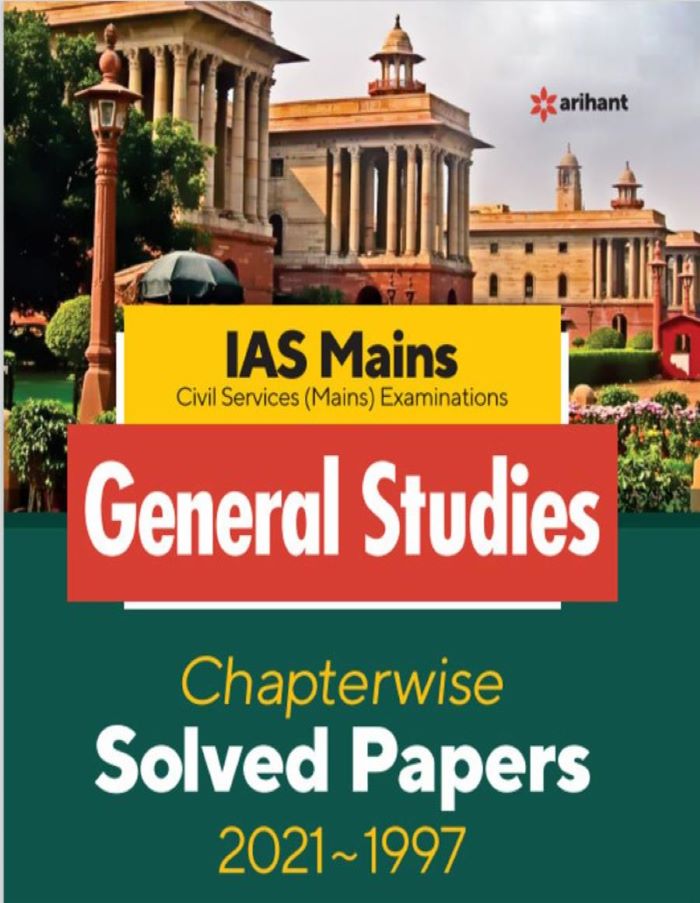 arihant
IAS Mains
Civil Services (Mains) Examinations
General Studies
Chapterwise
Solved Papers
2021~1997